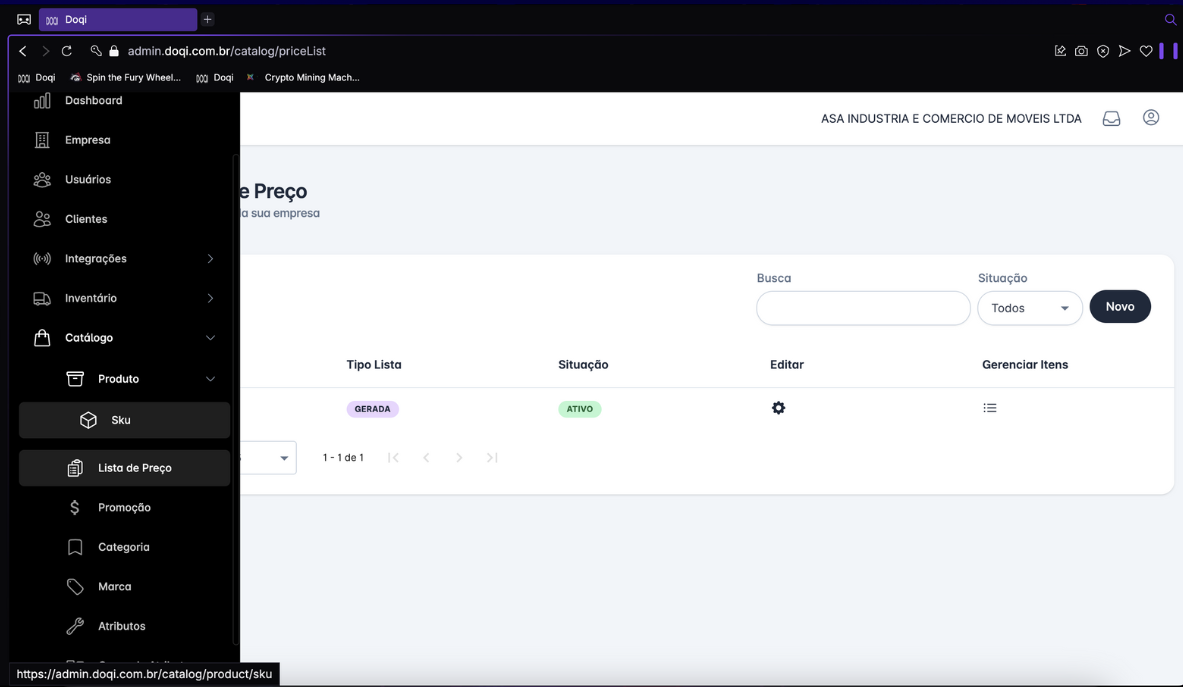 Doqi
admin.doqi.com.br/catalog/priceList
Doqi
Spin the Fury Wheel...
Doqi
Crypto Mining Mach...
Dashboard
Empresa
Usuários
Clientes
Integrações
Inventário
Catálogo
Produto
Sku
Lista de Preço
Promoção
Categoria
Marca
Atributos
https://admin.doqi.com.br/catalog/product/sku
ASA INDUSTRIA E COMERCIO DE MOVEIS LTDA
e Preço
la sua empresa
Busca
Situação
Todos
Novo
Tipo Lista
Situação
Editar
Gerenciar Itens
GERADA
ATIVO
1 - 1 de 1